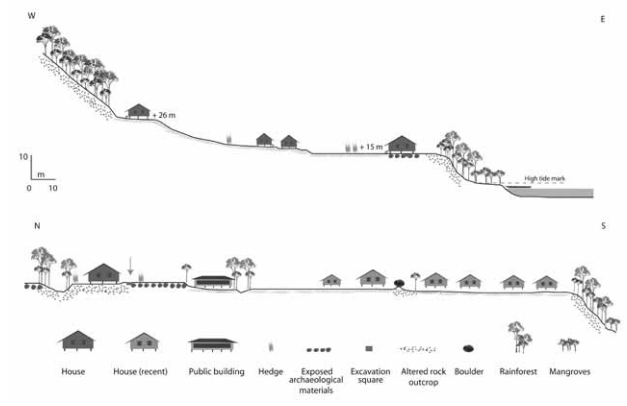 W
E
+ 26 m
+ 15 m
10
m
0 10
High tide mark
N
S
House
House (recent)
Public building
Hedge
Exposed
archaeological
materials
Excavation
square
Altered rock
outcrop
Boulder
Rainforest
Mangroves